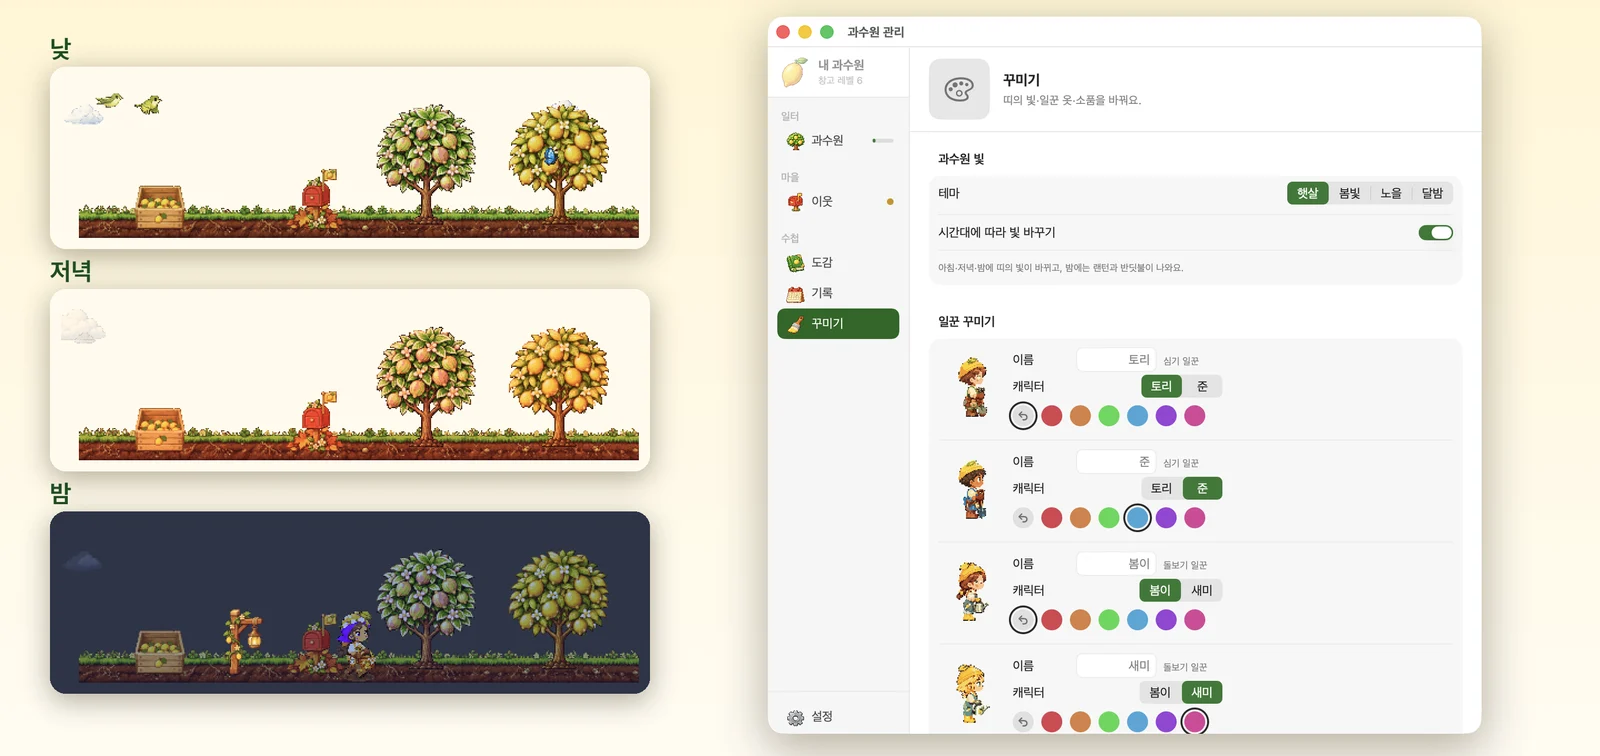 낮
저녁
밤
과수원 관리
내 과수원
창고 레벨 6
일터
과수원
마을
이웃
수첩
도감
기록
꾸미기
설정
꾸미기
띠의 빛·일꾼 옷·소품을 바꿔요.
과수원 빛
테마
햇살 봄빛 노을 달밤
시간대에 따라 빛 바꾸기
아침·저녁·밤에 띠의 빛이 바뀌고, 밤에는 랜턴과 반딧불이 나와요.
일꾼 꾸미기
이름 토리 심기 일꾼
캐릭터 토리 준
이름 준 심기 일꾼
캐릭터 토리 준
이름 봄이 돌보기 일꾼
캐릭터 봄이 새미
이름 새미 돌보기 일꾼
캐릭터 봄이 새미